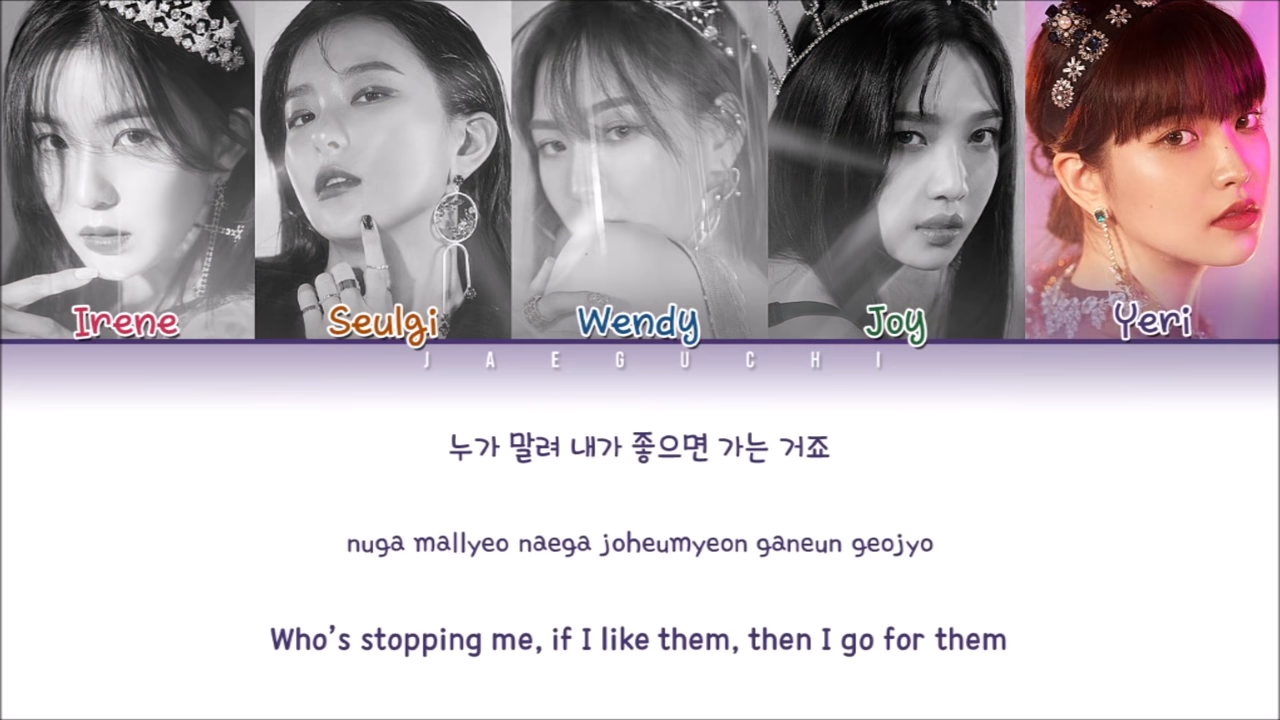 Irene
Seulgi
Wendy
Joy
Yeri
JAEGUCHI
누가 말려 내가 좋으면 가는 거죠
nuga mallyeo naega joheumyeon ganeun geojyo
Who's stopping me, if I like them, then I go for them